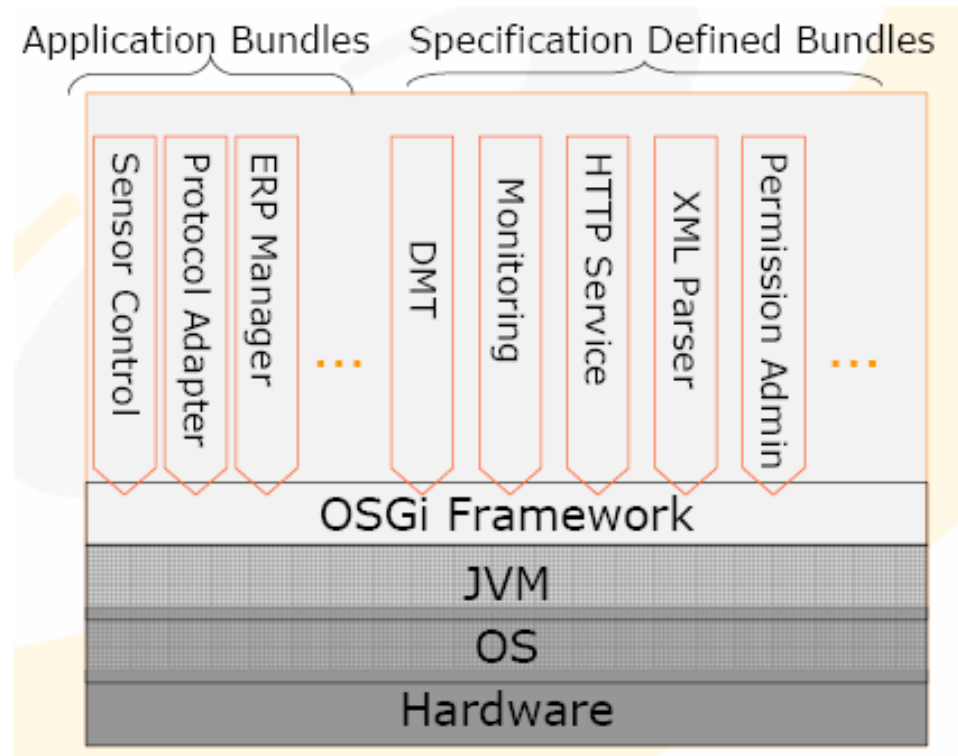 Application Bundles
Specification Defined Bundles
Sensor Control
Protocol Adapter
ERP Manager
...
DMT
Monitoring
HTTP Service
XML Parser
Permission Admin
...
OSGi Framework
JVM
OS
Hardware